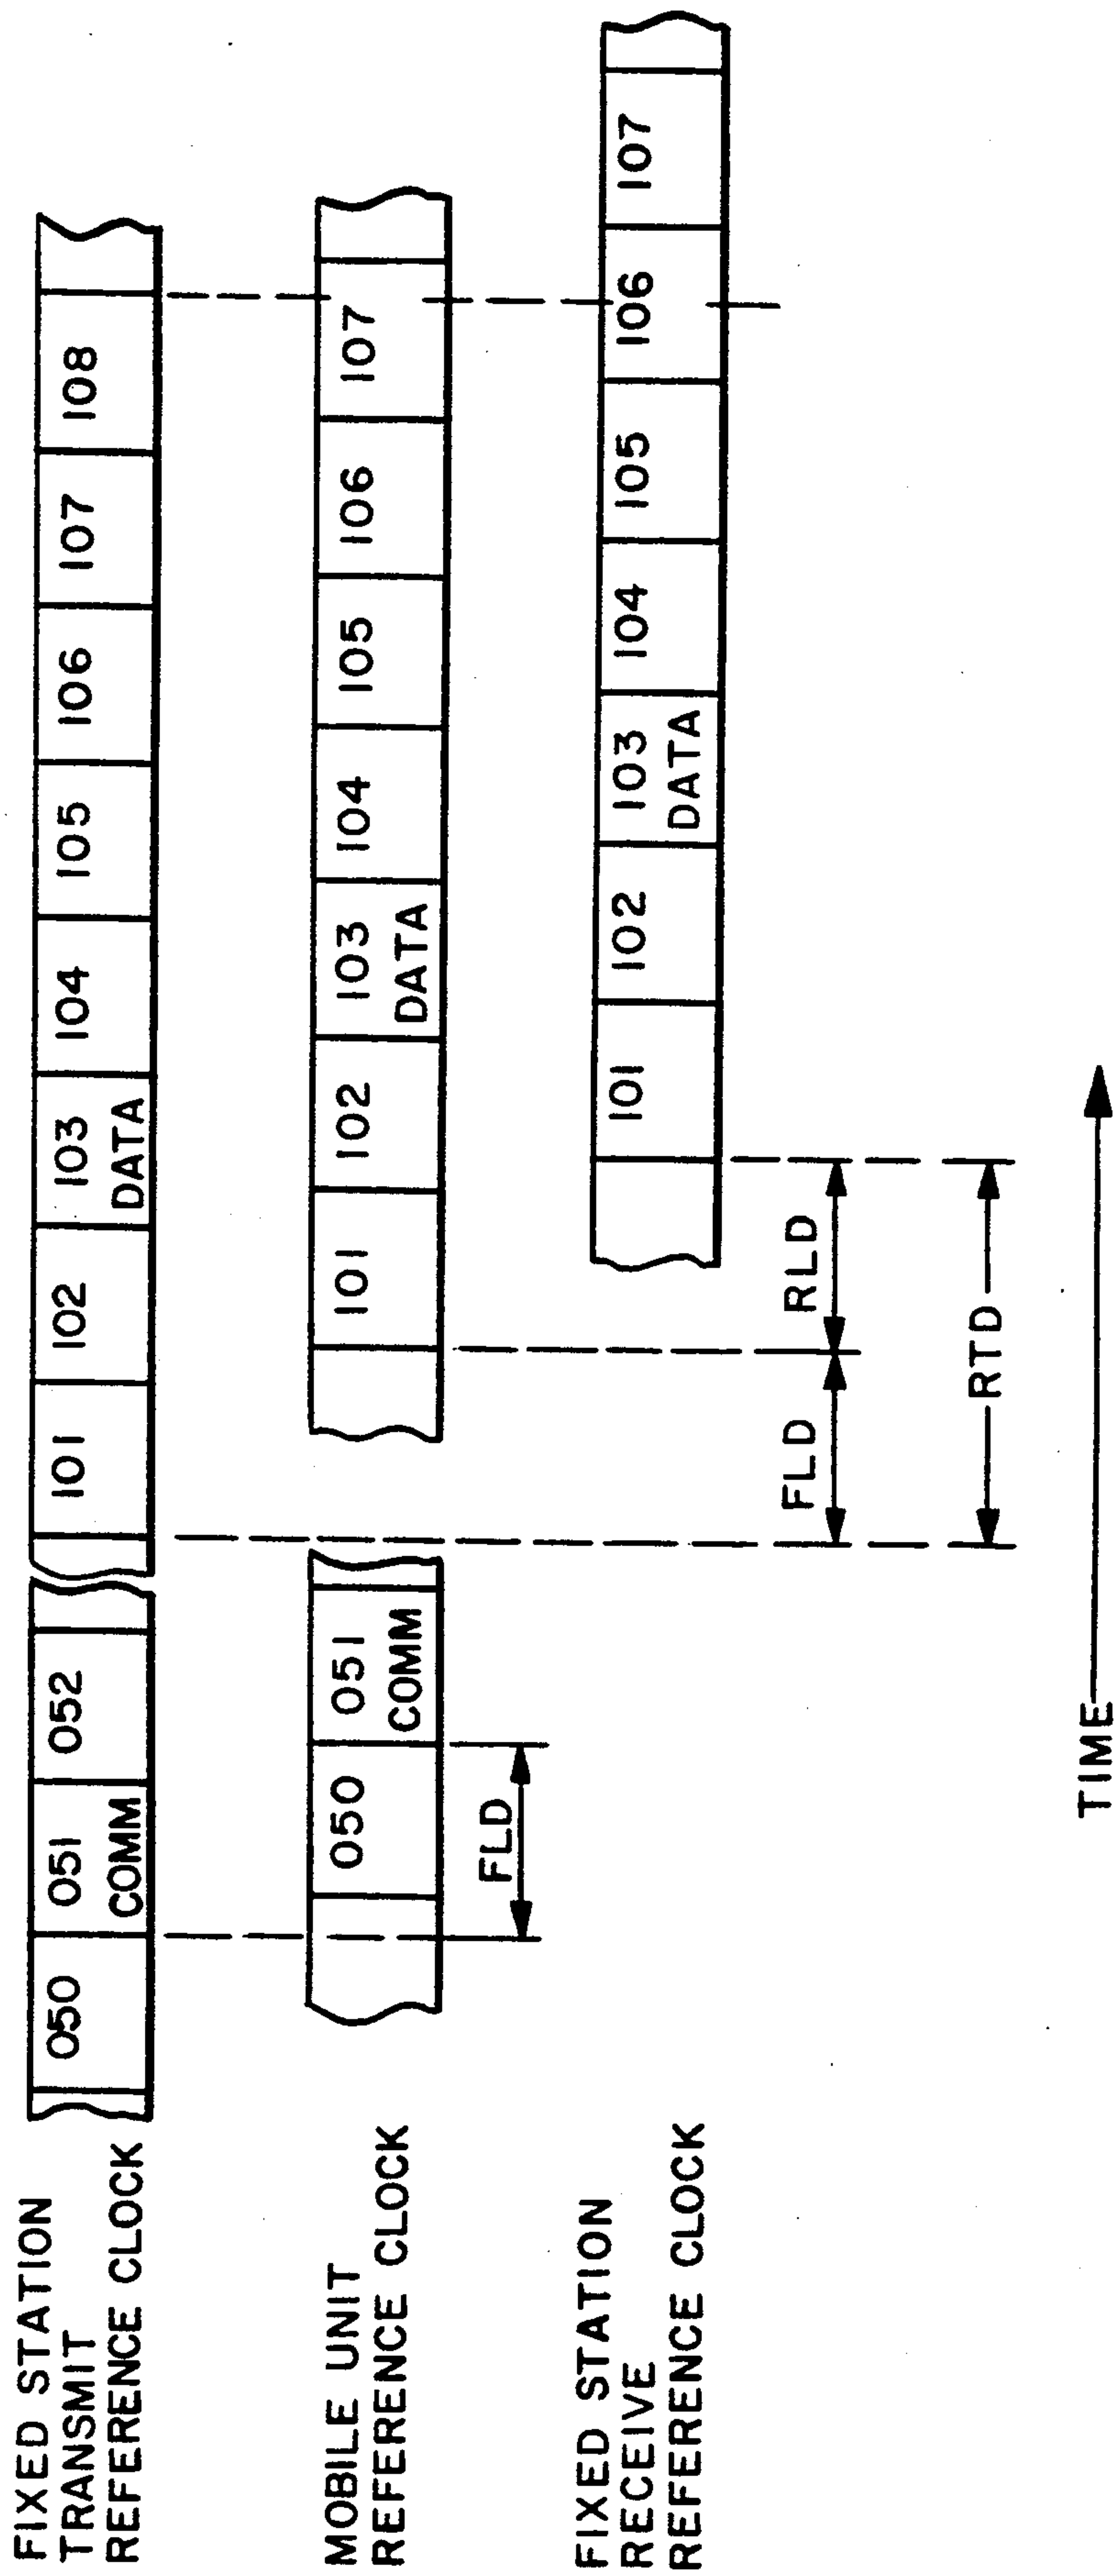 FIXED STATION
TRANSMIT
REFERENCE CLOCK
050
051
COMM
052
101
102
103
DATA
104
105
106
107
108
MOBILE UNIT
REFERENCE CLOCK
050
051
COMM
101
102
103
DATA
104
105
106
107
FLD
FIXED STATION
RECEIVE
REFERENCE CLOCK
101
102
103
DATA
104
105
106
107
FLD
RLD
RTD
TIME